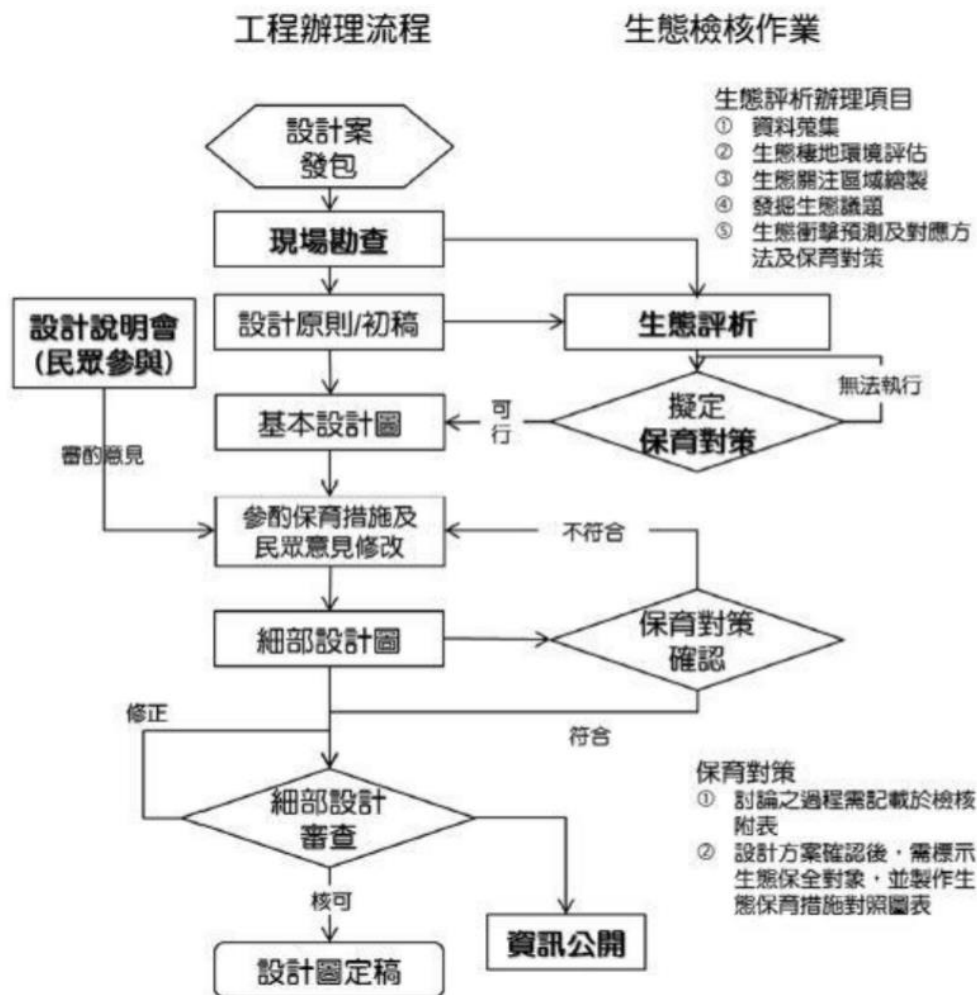 工程辦理流程
生態檢核作業
生態評析辦理項目
① 資料蒐集
② 生態棲地環境評估
③ 生態關注區域繪製
④ 發掘生態議題
⑤ 生態衝擊預測及對應方
法及保育對策
設計案
發包
現場勘查
設計說明會
(民眾參與)
設計原則/初稿
生態評析
無法執行
基本設計圖
可
行
擬定
保育對策
審酌意見
參酌保育措施及
民眾意見修改
不符合
細部設計圖
保育對策
確認
修正
符合
細部設計
審查
保育對策
① 討論之過程需記載於檢核
附表
② 設計方案確認後，需標示
生態保全對象，並製作生
態保育措施對照圖表
核可
資訊公開
設計圖定稿